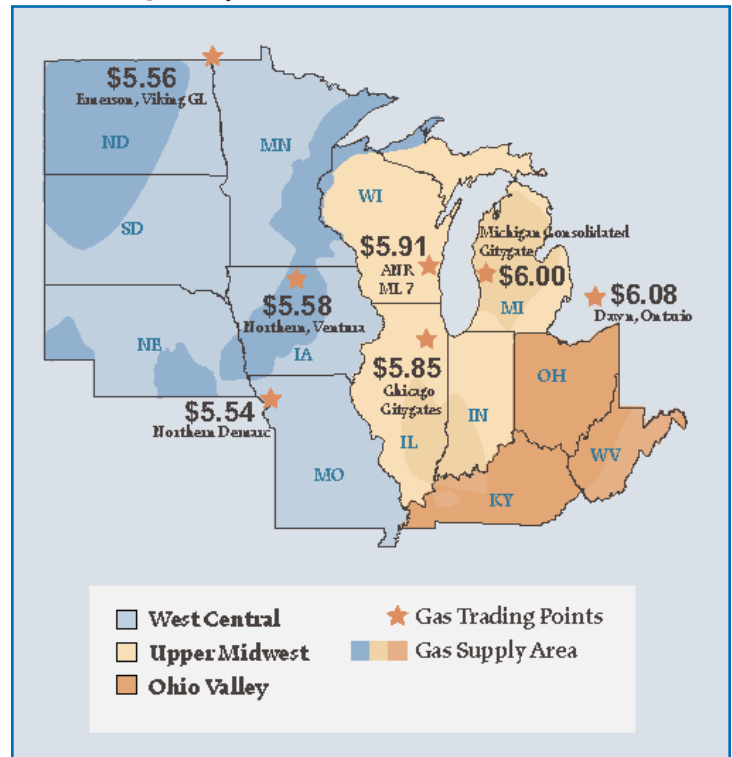 $5.56
Emerson, Viking GL
ND
MN
SD
WI
Michigan Consolidated
Citygate
$5.91
ANR
ML 7
$6.00
MI
$6.08
Dawn, Ontario
$5.58
Northern, Ventura
NE
IA
$5.85
Chicago
Citygates
OH
$5.54
Northern Demarc
IL
IN
WV
MO
KY
West Central
Upper Midwest
Ohio Valley
Gas Trading Points
Gas Supply Area